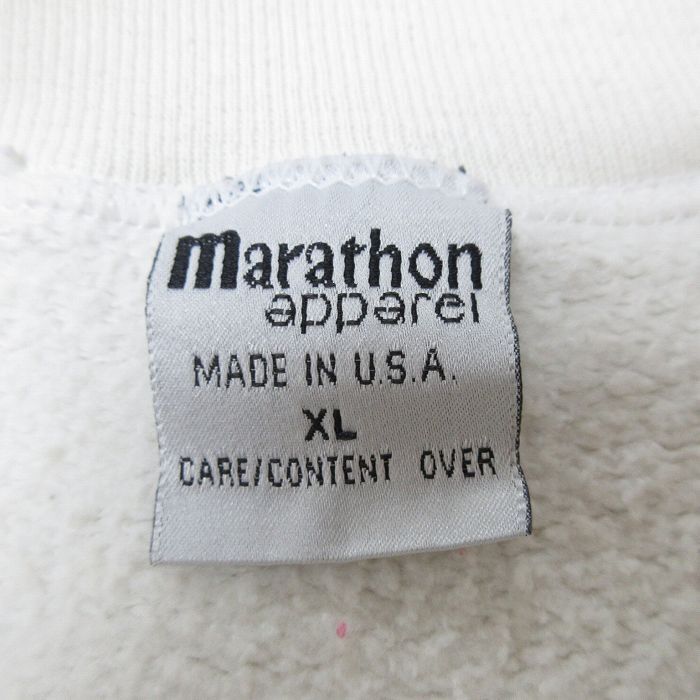 marathon
apparel
MADE IN U.S.A.
XL
CARE/CONTENT OVER